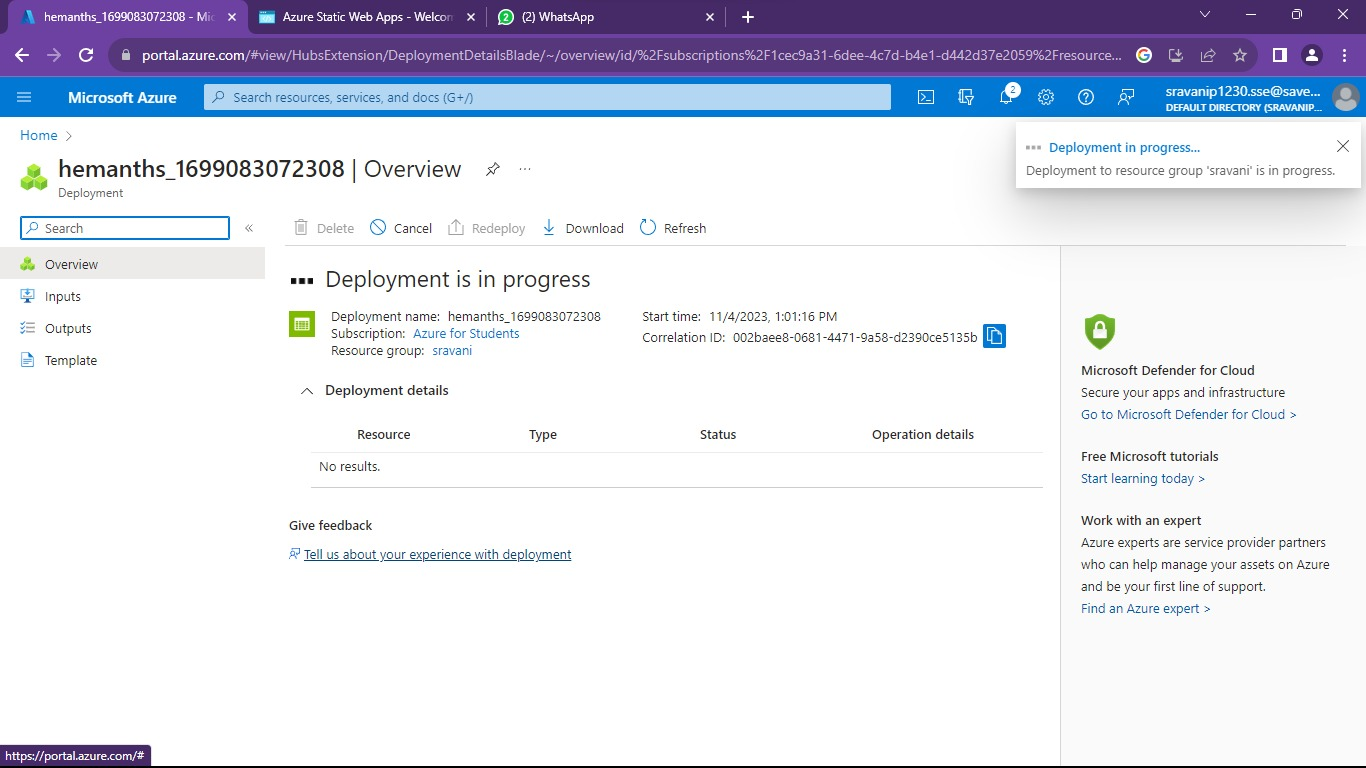 hemanths_1699083072308 - Mic
Azure Static Web Apps - Welcom
(2) WhatsApp
portal.azure.com/#view/HubsExtension/DeploymentDetailsBlade/~/overview/id/%2Fsubscriptions%2F1cec9a31-6dee-4c7d-b4e1-d442d37e2059%2Fresource...
Microsoft Azure
Search resources, services, and docs (G+/)
2
sravanip1230.sse@save...
DEFAULT DIRECTORY (SRAVANIP...
Home >
Deployment in progress...
Deployment to resource group 'sravani' is in progress.
hemanths_1699083072308 | Overview
Deployment
Search
Delete
Cancel
Redeploy
Download
Refresh
Overview
Inputs
Outputs
Template
Deployment is in progress
Deployment name: hemanths_1699083072308
Subscription: Azure for Students
Resource group: sravani
Start time: 11/4/2023, 1:01:16 PM
Correlation ID: 002baee8-0681-4471-9a58-d2390ce5135b
Deployment details
Resource Type Status Operation details
No results.
Give feedback
Tell us about your experience with deployment
Microsoft Defender for Cloud
Secure your apps and infrastructure
Go to Microsoft Defender for Cloud >
Free Microsoft tutorials
Start learning today >
Work with an expert
Azure experts are service provider partners
who can help manage your assets on Azure
and be your first line of support.
Find an Azure expert >
https://portal.azure.com/#